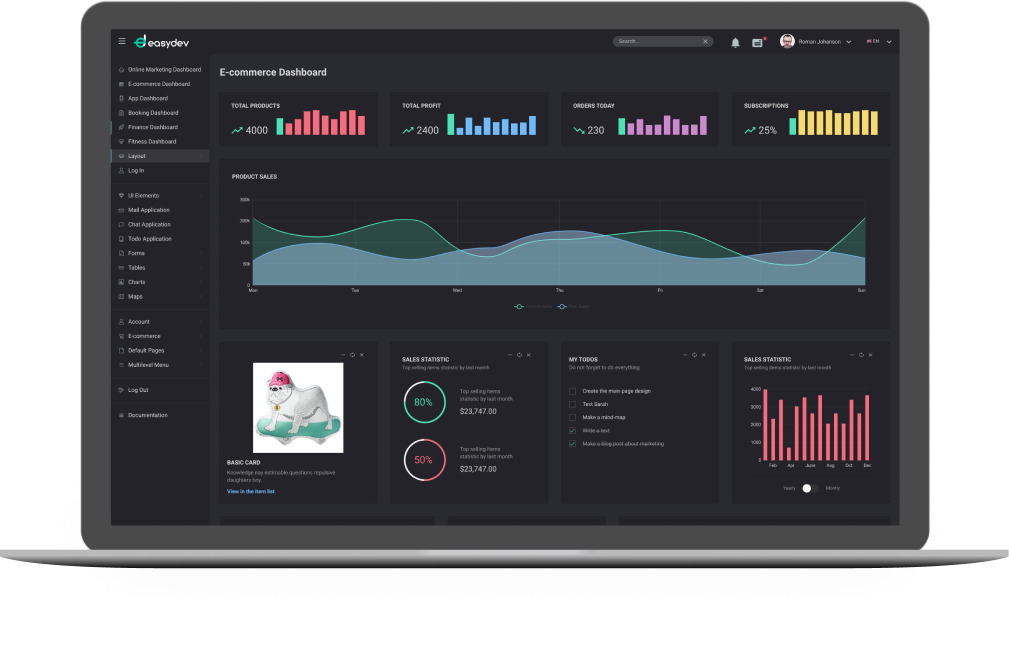 easydev
Search...
Roman Johanson
EN
Online Marketing Dashboard
E-commerce Dashboard
App Dashboard
Booking Dashboard
Finance Dashboard
Fitness Dashboard
Layout
Log In
UI Elements
Mail Application
Chat Application
Todo Application
Forms
Tables
Charts
Maps
Account
E-commerce
Default Pages
Multilevel Menu
Log Out
Documentation
E-commerce Dashboard
TOTAL PRODUCTS
4000
TOTAL PROFIT
2400
ORDERS TODAY
230
SUBSCRIPTIONS
25%
PRODUCT SALES
300k
200k
100k
50k
0
Mon Tue Wed Thu Fri Sat Sun
BASIC CARD
Knowledge nay estimable questions repulsive
daughters boy.
View in the item list
SALES STATISTIC
Top selling items statistic by last month
80%
Top selling items
statistic by last month
$23,747.00
50%
Top selling items
statistic by last month
$23,747.00
MY TODOS
Do not forget to do everything
Create the main page design
Text Sarah
Make a mind-map
Write a text
Make a blog post about marketing
SALES STATISTIC
Top selling items statistic by last month
4000
3000
2000
1000
0
Feb Apr June Aug Oct Dec
Yearly
Montly